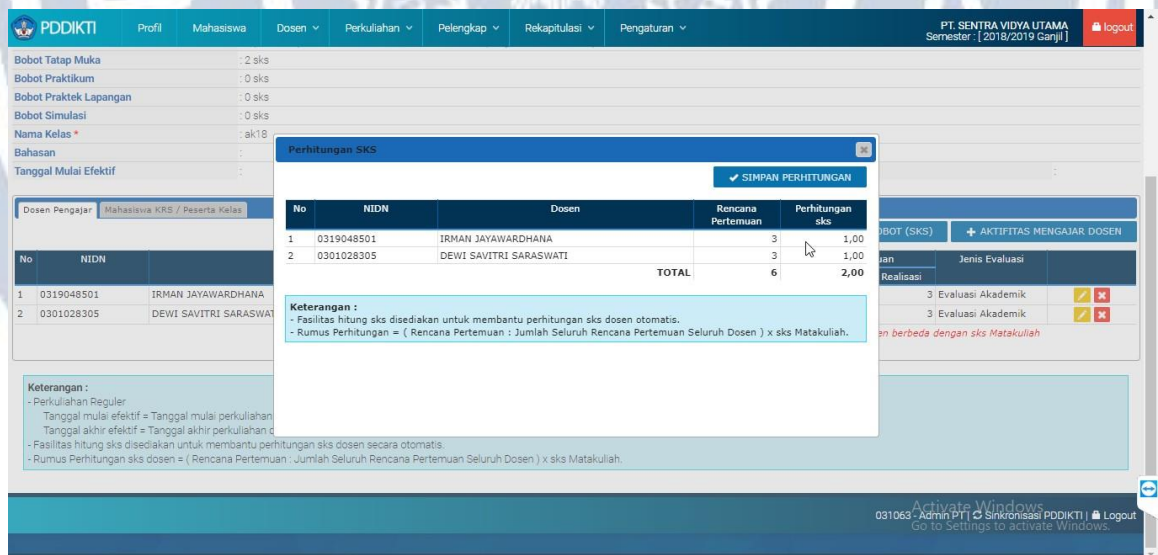 PDDIKTI Profil Mahasiswa Dosen Perkuliahan Pelengkap Rekapitulasi Pengaturan PT. SENTRA VIDYA UTAMA logout
Semester : [ 2018/2019 Ganjil ]
Bobot Tatap Muka : 2 sks
Bobot Praktikum : 0 sks
Bobot Praktek Lapangan : 0 sks
Bobot Simulasi : 0 sks
Nama Kelas * : ak18
Bahasan :
Tanggal Mulai Efektif : :
Perhitungan SKS
SIMPAN PERHITUNGAN
No NIDN Dosen Rencana Pertemuan Perhitungan sks
1 0319048501 IRMAN JAYAWARDHANA 3 1,00
2 0301028305 DEWI SAVITRI SARASWATI 3 1,00
TOTAL 6 2,00
Keterangan :
- Fasilitas hitung sks disediakan untuk membantu perhitungan sks dosen otomatis.
- Rumus Perhitungan = ( Rencana Pertemuan : Jumlah Seluruh Rencana Pertemuan Seluruh Dosen ) x sks Matakuliah.
Dosen Pengajar Mahasiswa KRS / Peserta Kelas
(SKS) + AKTIFITAS MENGAJAR DOSEN
No NIDN Jenis Evaluasi
Realisasi
1 0319048501 IRMAN JAYAWARDHANA 3 Evaluasi Akademik
2 0301028305 DEWI SAVITRI SARASWAT 3 Evaluasi Akademik
en berbeda dengan sks Matakuliah
Keterangan :
- Perkuliahan Reguler
Tanggal mulai efektif = Tanggal mulai perkuliahan
Tanggal akhir efektif = Tanggal akhir perkuliahan
- Fasilitas hitung sks disediakan untuk membantu perhitungan sks dosen secara otomatis.
- Rumus Perhitungan sks dosen = ( Rencana Pertemuan : Jumlah Seluruh Rencana Pertemuan Seluruh Dosen ) x sks Matakuliah.
Activate Windows
031063 - Admin PT | Sinkronisasi PDDIKTI | Logout
Go to Settings to activate Windows.